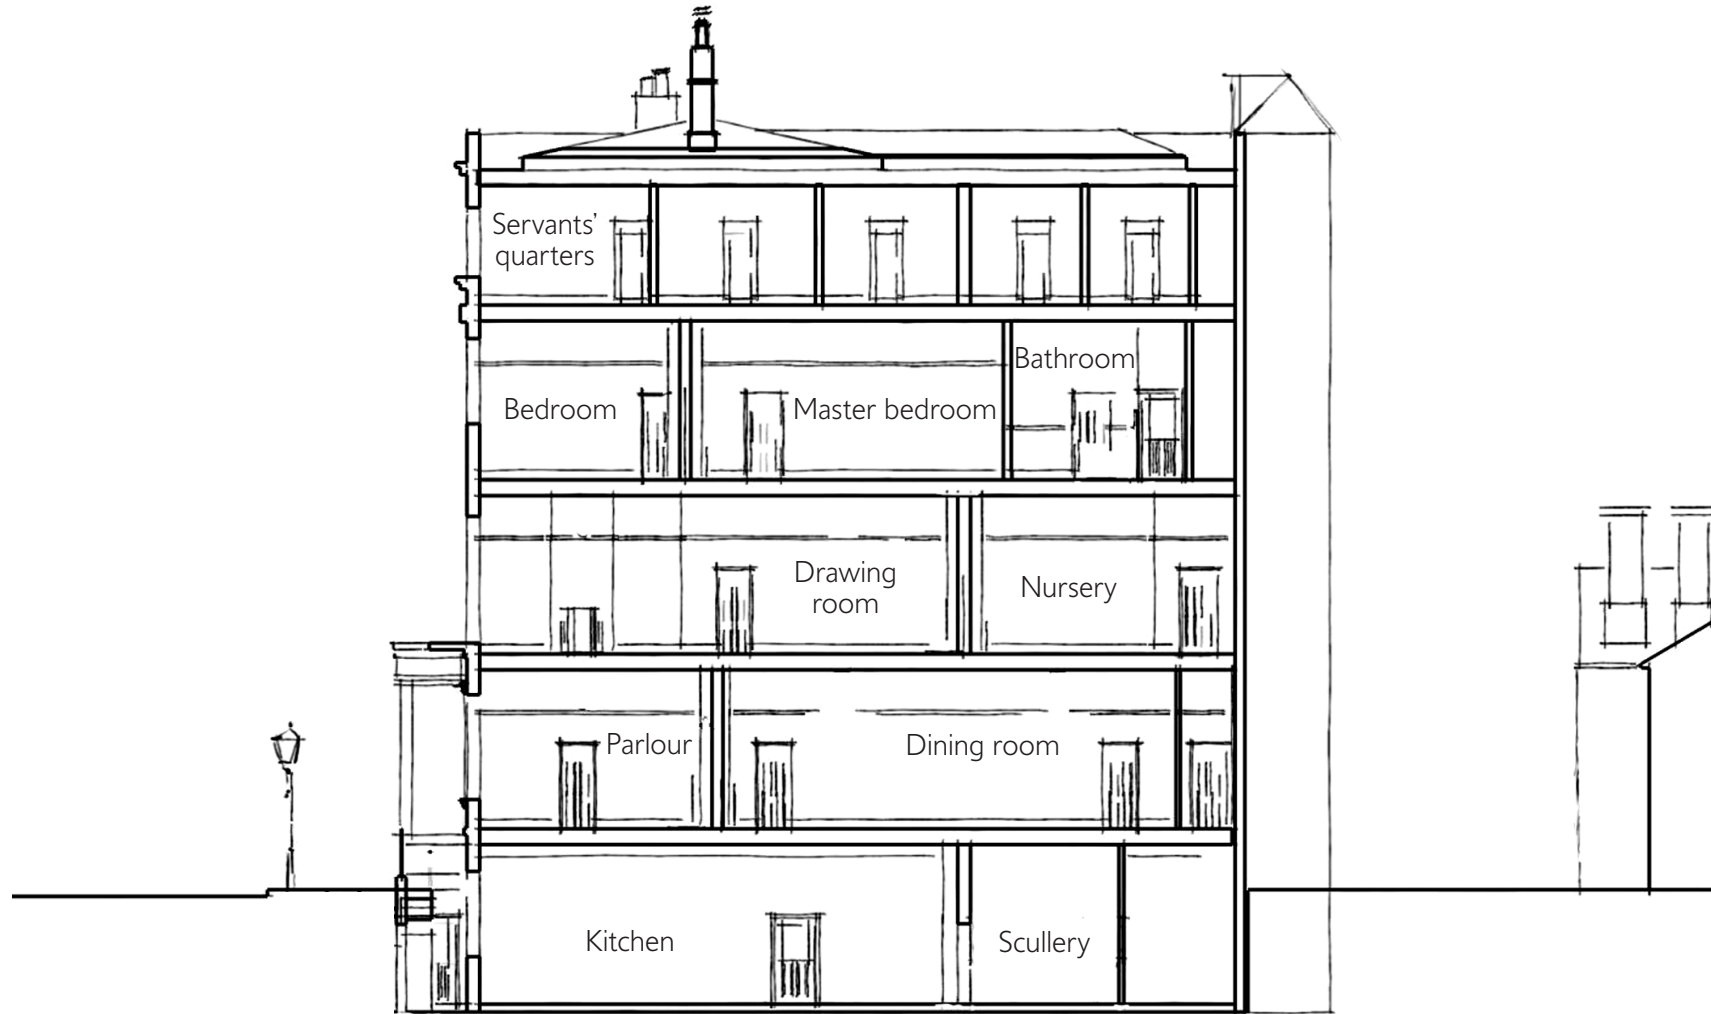 Servants’
quarters
Bathroom
Bedroom
Master bedroom
Drawing
room
Nursery
Parlour
Dining room
Kitchen
Scullery